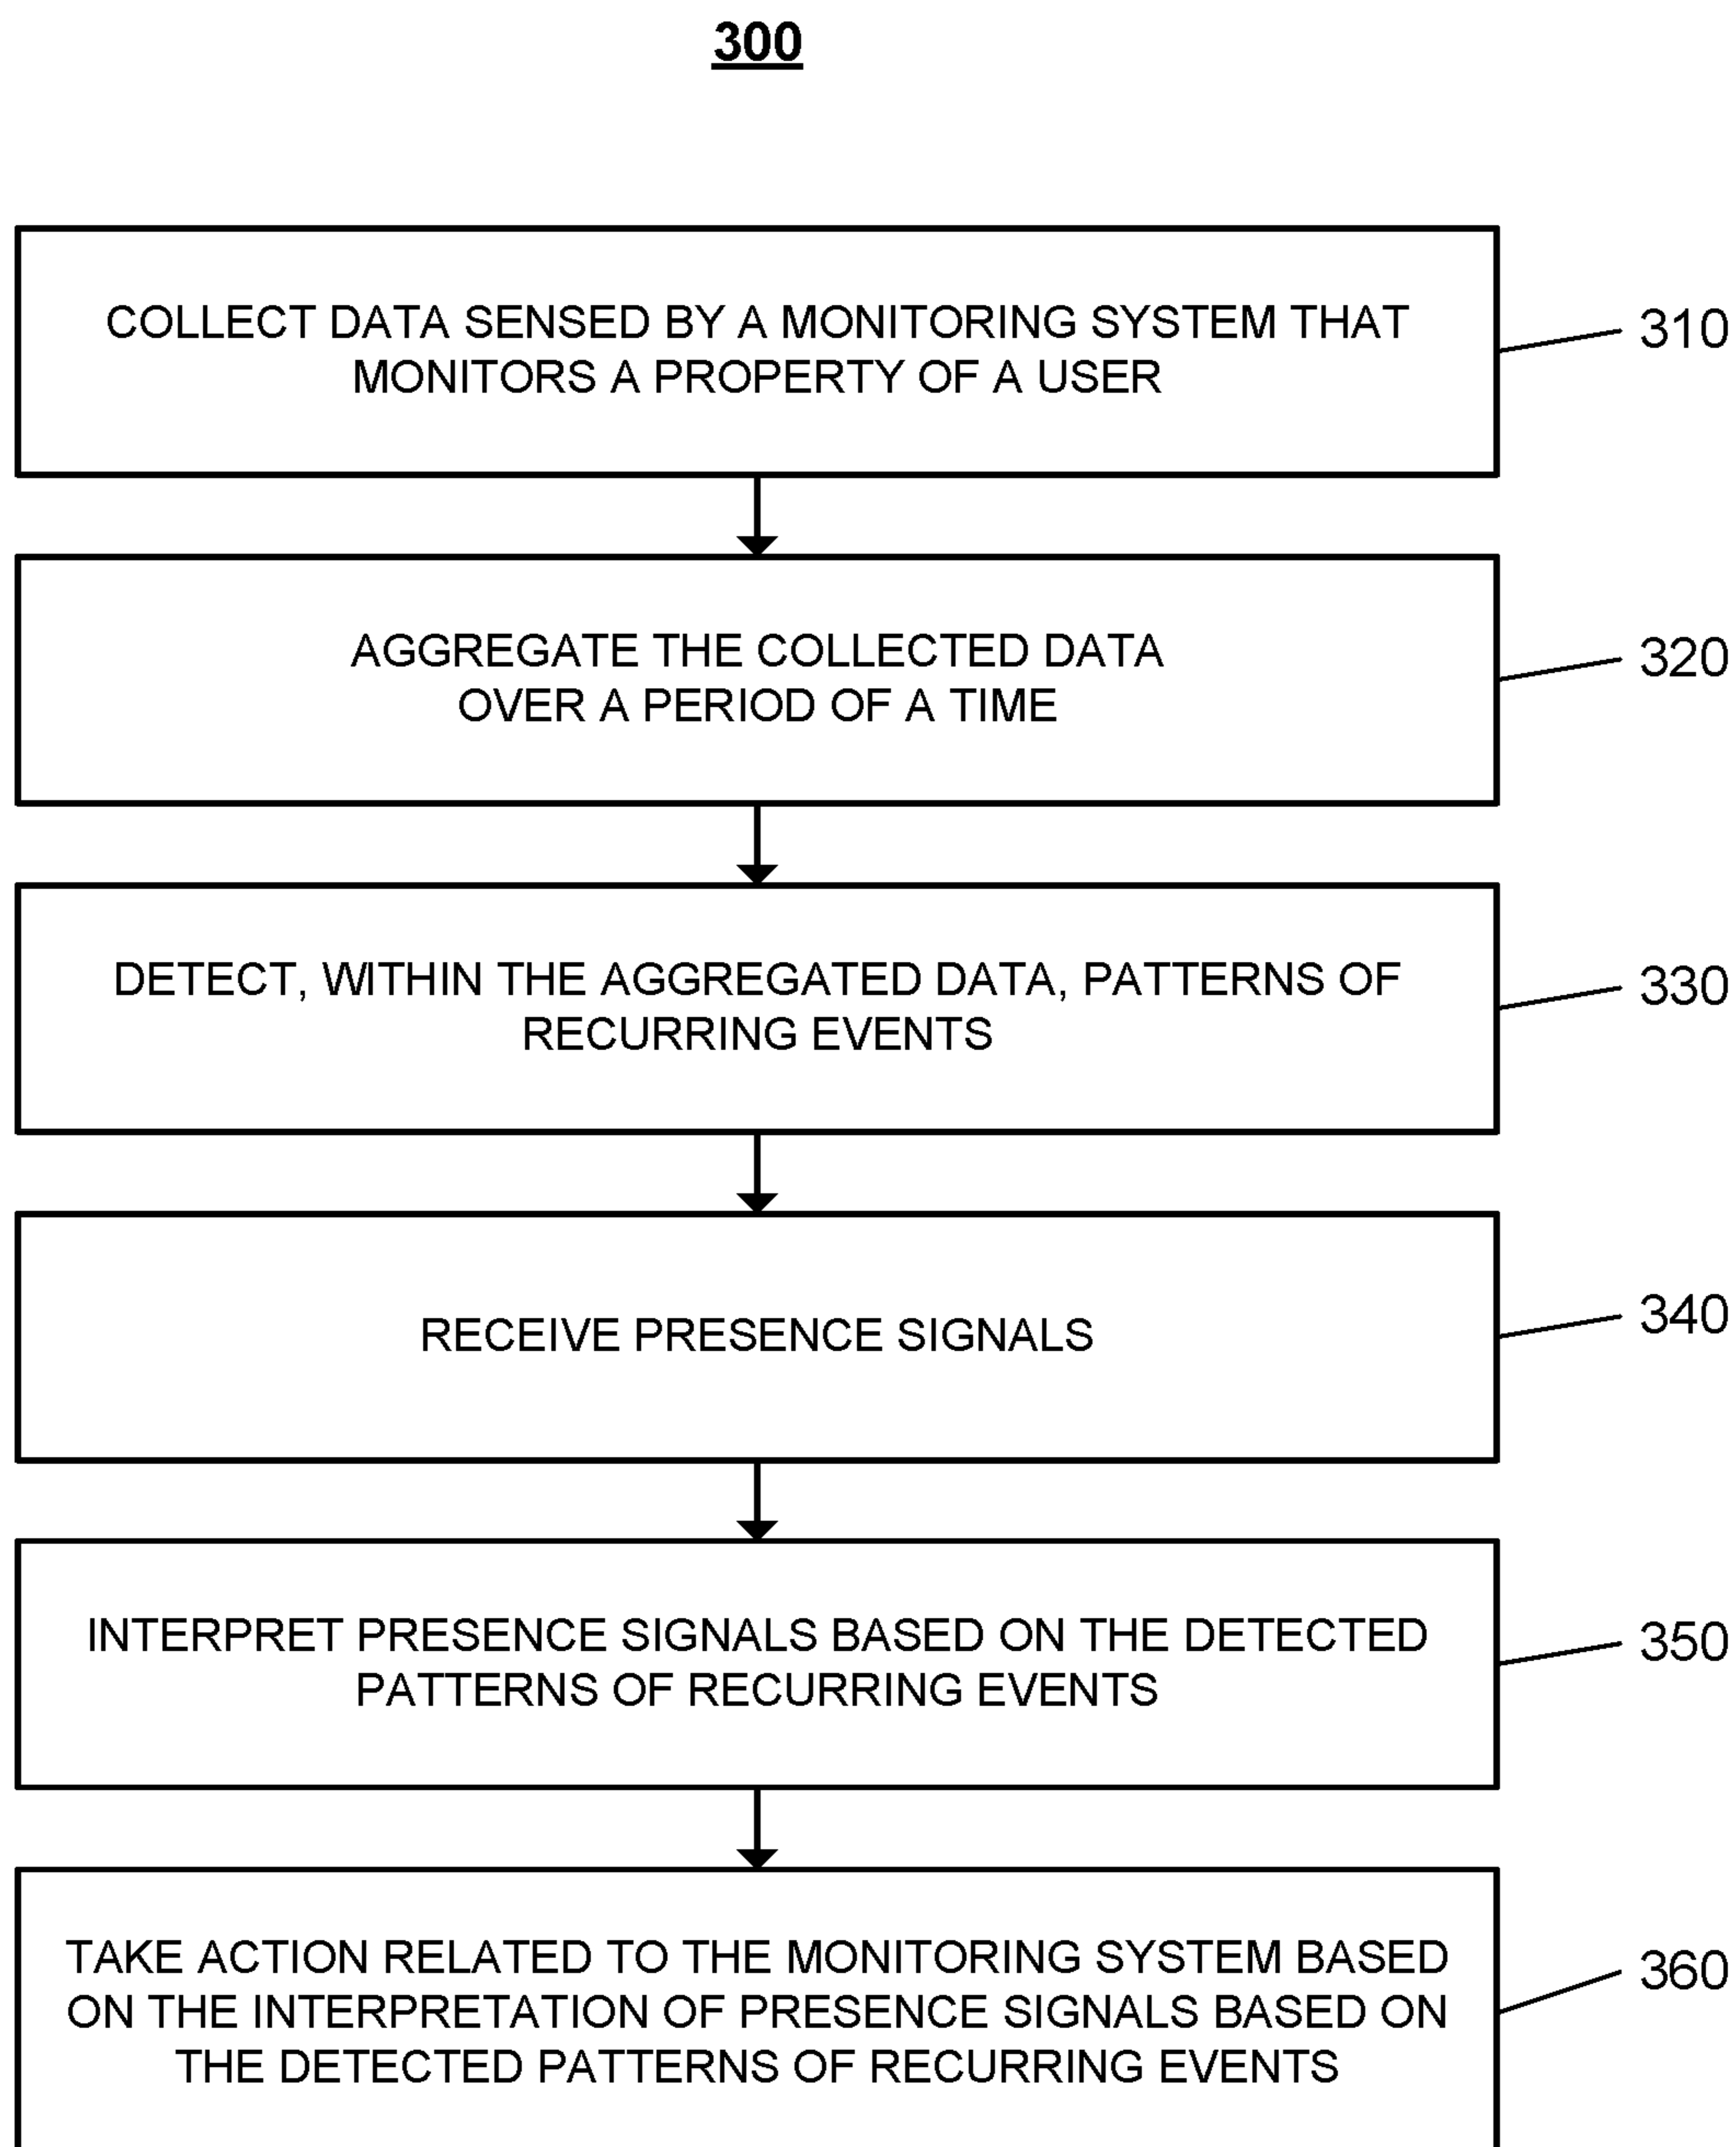 300
COLLECT DATA SENSED BY A MONITORING SYSTEM THAT
MONITORS A PROPERTY OF A USER
310
AGGREGATE THE COLLECTED DATA
OVER A PERIOD OF A TIME
320
DETECT, WITHIN THE AGGREGATED DATA, PATTERNS OF
RECURRING EVENTS
330
RECEIVE PRESENCE SIGNALS
340
INTERPRET PRESENCE SIGNALS BASED ON THE DETECTED
PATTERNS OF RECURRING EVENTS
350
TAKE ACTION RELATED TO THE MONITORING SYSTEM BASED
ON THE INTERPRETATION OF PRESENCE SIGNALS BASED ON
THE DETECTED PATTERNS OF RECURRING EVENTS
360